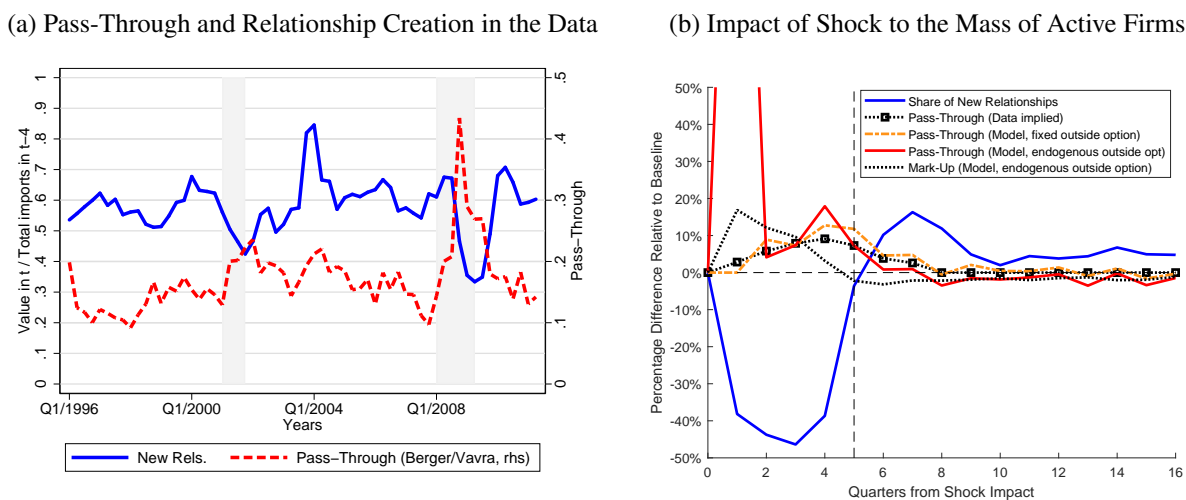 (a) Pass-Through and Relationship Creation in the Data
Value in t / Total imports in t−4
0
.1
.2
.3
.4
.5
.6
.7
.8
.9
1
Pass−Through
0
.1
.2
.3
.4
.5
Q1/1996
Q1/2000
Q1/2004
Q1/2008
Years
New Rels.
Pass−Through (Berger/Vavra, rhs)
(b) Impact of Shock to the Mass of Active Firms
Percentage Difference Relative to Baseline
50%
40%
30%
20%
10%
0%
-10%
-20%
-30%
-40%
-50%
Share of New Relationships
Pass-Through (Data implied)
Pass-Through (Model, fixed outside option)
Pass-Through (Model, endogenous outside opt)
Mark-Up (Model, endogenous outside option)
0
2
4
6
8
10
12
14
16
Quarters from Shock Impact